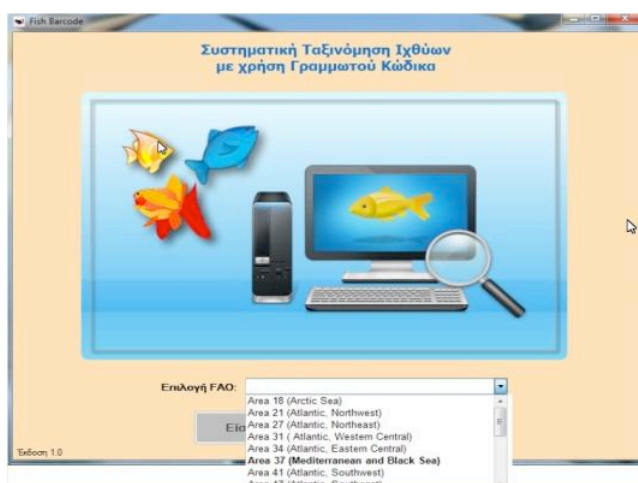 Fish Barcode
Συστηματική Ταξινόμηση Ιχθύων
με χρήση Γραμμωτού Κώδικα
Επιλογή FAO:
Area 18 (Arctic Sea)
Area 21 (Atlantic, Northwest)
Area 27 (Atlantic, Northeast)
Area 31 ( Atlantic, Western Central)
Area 34 (Atlantic, Eastern Central)
Area 37 (Mediterranean and Black Sea)
Area 41 (Atlantic, Southwest)
Έκδοση 1.0